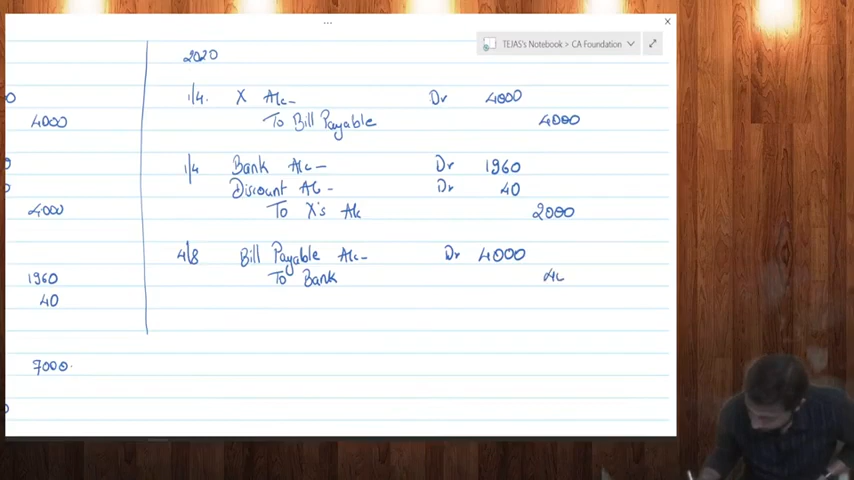 ...
TEJAS's Notebook > CA Foundation
2020
4000
4000
1960
40
7000.
1/4. X A/c- Dr 4000
To Bill Payable 4000
1/4 Bank A/c- Dr 1960
Discount A/c- Dr 40
To X's A/c 2000
4/8 Bill Payable A/c- Dr 4000
To Bank 40